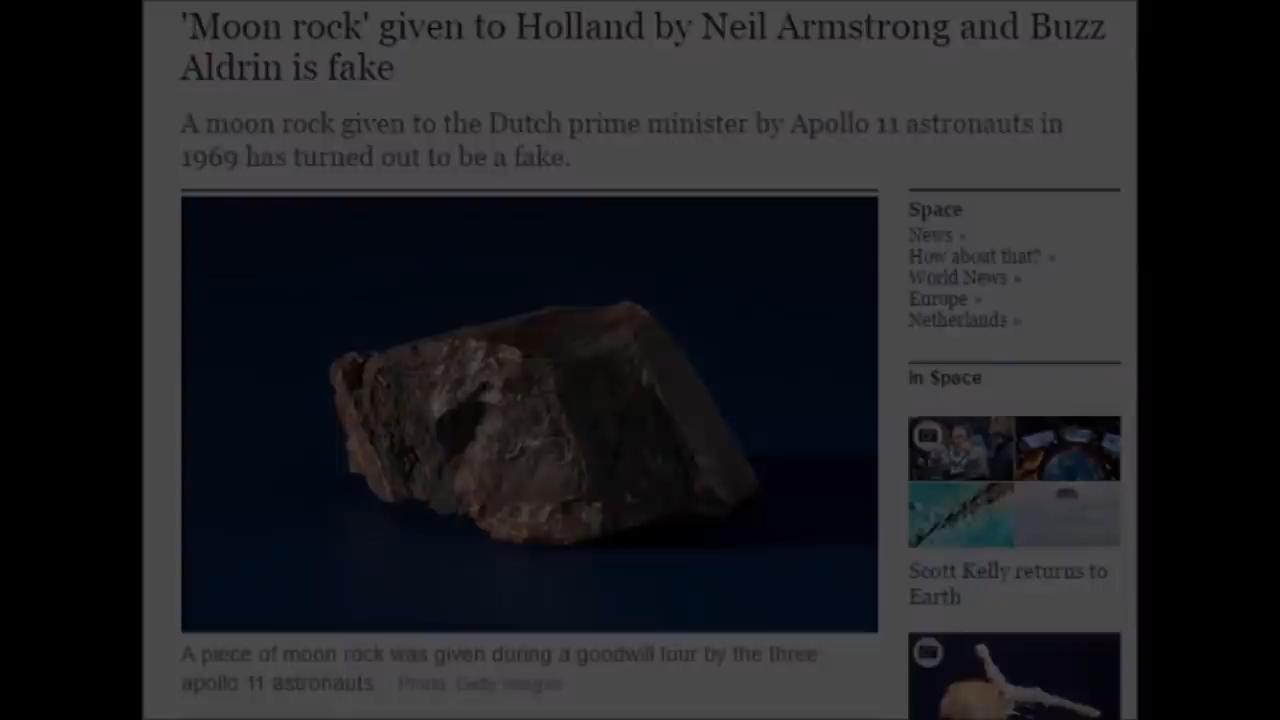 'Moon rock' given to Holland by Neil Armstrong and Buzz
Aldrin is fake
A moon rock given to the Dutch prime minister by Apollo 11 astronauts in
1969 has turned out to be a fake.
Space
News »
How about that? »
World News »
Europe »
Netherlands »
In Space
Scott Kelly returns to
Earth
A piece of moon rock was given during a goodwill tour by the three
apollo 11 astronauts Photo: Getty Images